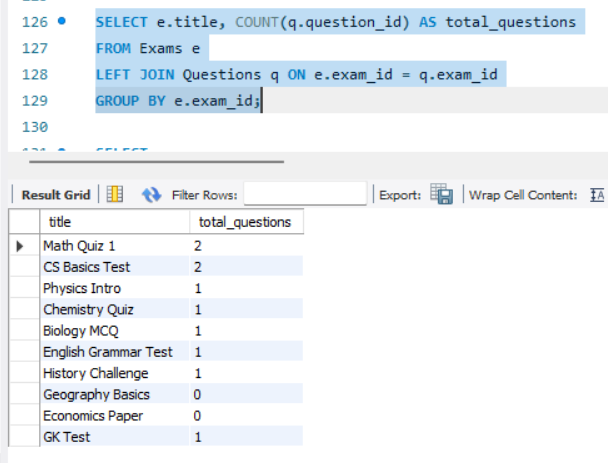 126 SELECT e.title, COUNT(q.question_id) AS total_questions
127 FROM Exams e
128 LEFT JOIN Questions q ON e.exam_id = q.exam_id
129 GROUP BY e.exam_id;
130
Result Grid Filter Rows: Export: Wrap Cell Content: IA
title total_questions
Math Quiz 1 2
CS Basics Test 2
Physics Intro 1
Chemistry Quiz 1
Biology MCQ 1
English Grammar Test 1
History Challenge 1
Geography Basics 0
Economics Paper 0
GK Test 1